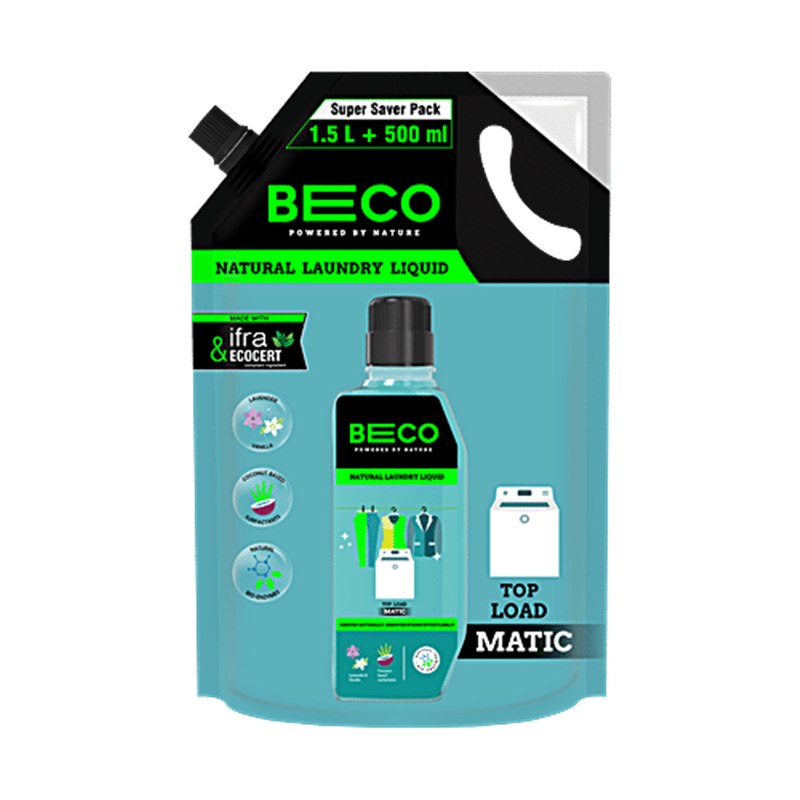 Super Saver Pack
1.5 L + 500 ml
BECO
POWERED BY NATURE
NATURAL LAUNDRY LIQUID
MADE WITH
ifra
& ECOCERT
compliant ingredient
LAVENDER
VANILLA
COCONUT BASED
SURFACTANTS
NATURAL
BIO-ENZYMES
BECO
POWERED BY NATURE
NATURAL LAUNDRY LIQUID
TOP LOAD
MATIC
TOP
LOAD
MATIC